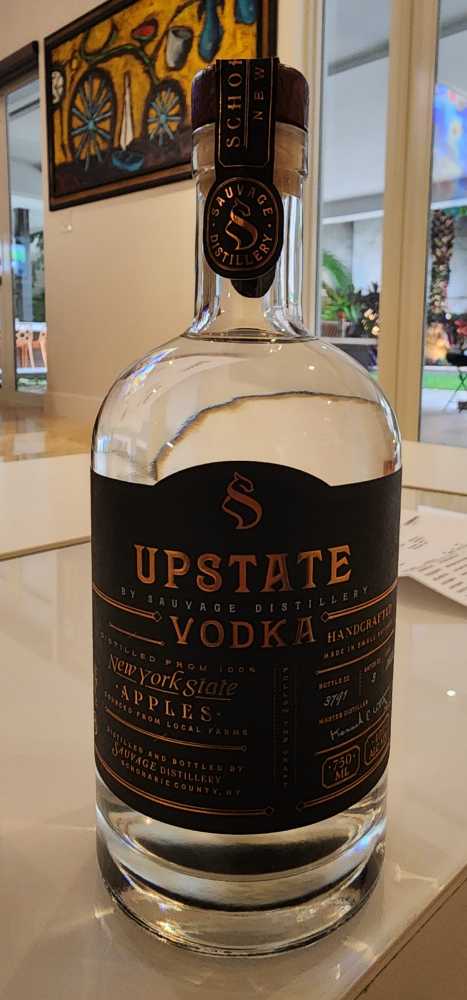 SCHOH
NEW
SAUVAGE
DISTILLERY
UPSTATE
BY SAUVAGE DISTILLERY
VODKA
HANDCRAFTED
MADE IN SMALL
DISTILLED FROM 100%
New York State
·APPLES·
SOURCED FROM LOCAL FARMS
DISTILLED AND BOTTLED BY
SAUVAGE DISTILLERY
SCHOHARIE COUNTY, NY
BOTTLE
3791
BATCH
3
MASTER DISTILLER
·750·
ML